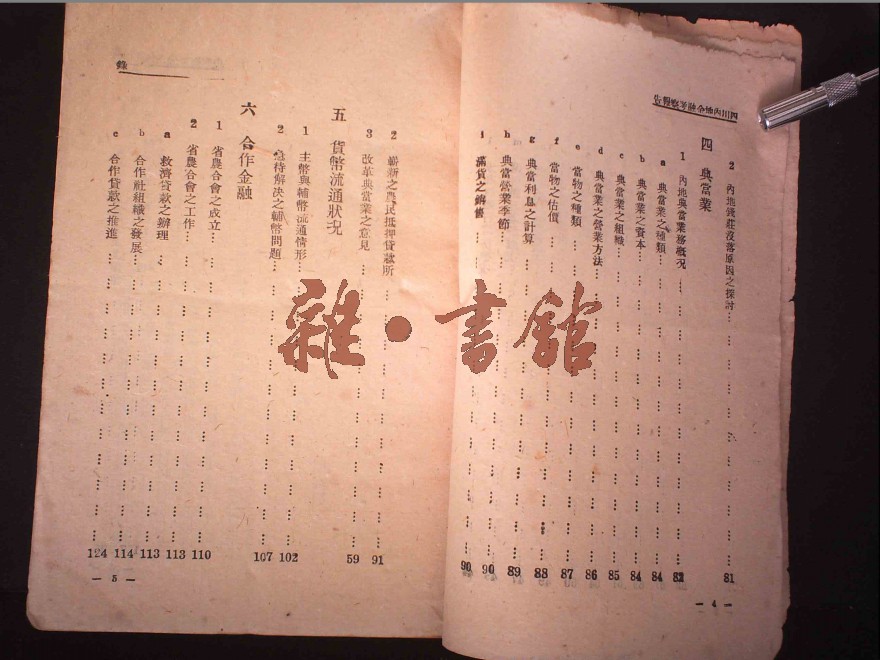 四川內地金融考察報告
2 內地錢莊沒落原因之探討 81
四 典當業
1 內地典當業務概況 82
a 典當業之種類 84
b 典當業之資本 84
c 典當業之組織 85
d 典當業之營業方法 86
e 當物之種類 87
f 當物之估價 88
g 典當利息之計算 89
h 典當營業季節 90
i 滿貨之 90
— 4 —
錄
2 嶄新之農民抵押貸款所 91
3 改革典當業之意見 59
五 貨幣流通狀況
1 主幣與輔幣流通情形 102
2 急待解決之輔幣問題 107
六 合作金融
1 省農合會之成立 110
2 省農合會之工作 113
a 救濟貸款之辦理 113
b 合作社組織之發展 114
c 合作貸款之推進 124
— 5 —
雜·書館